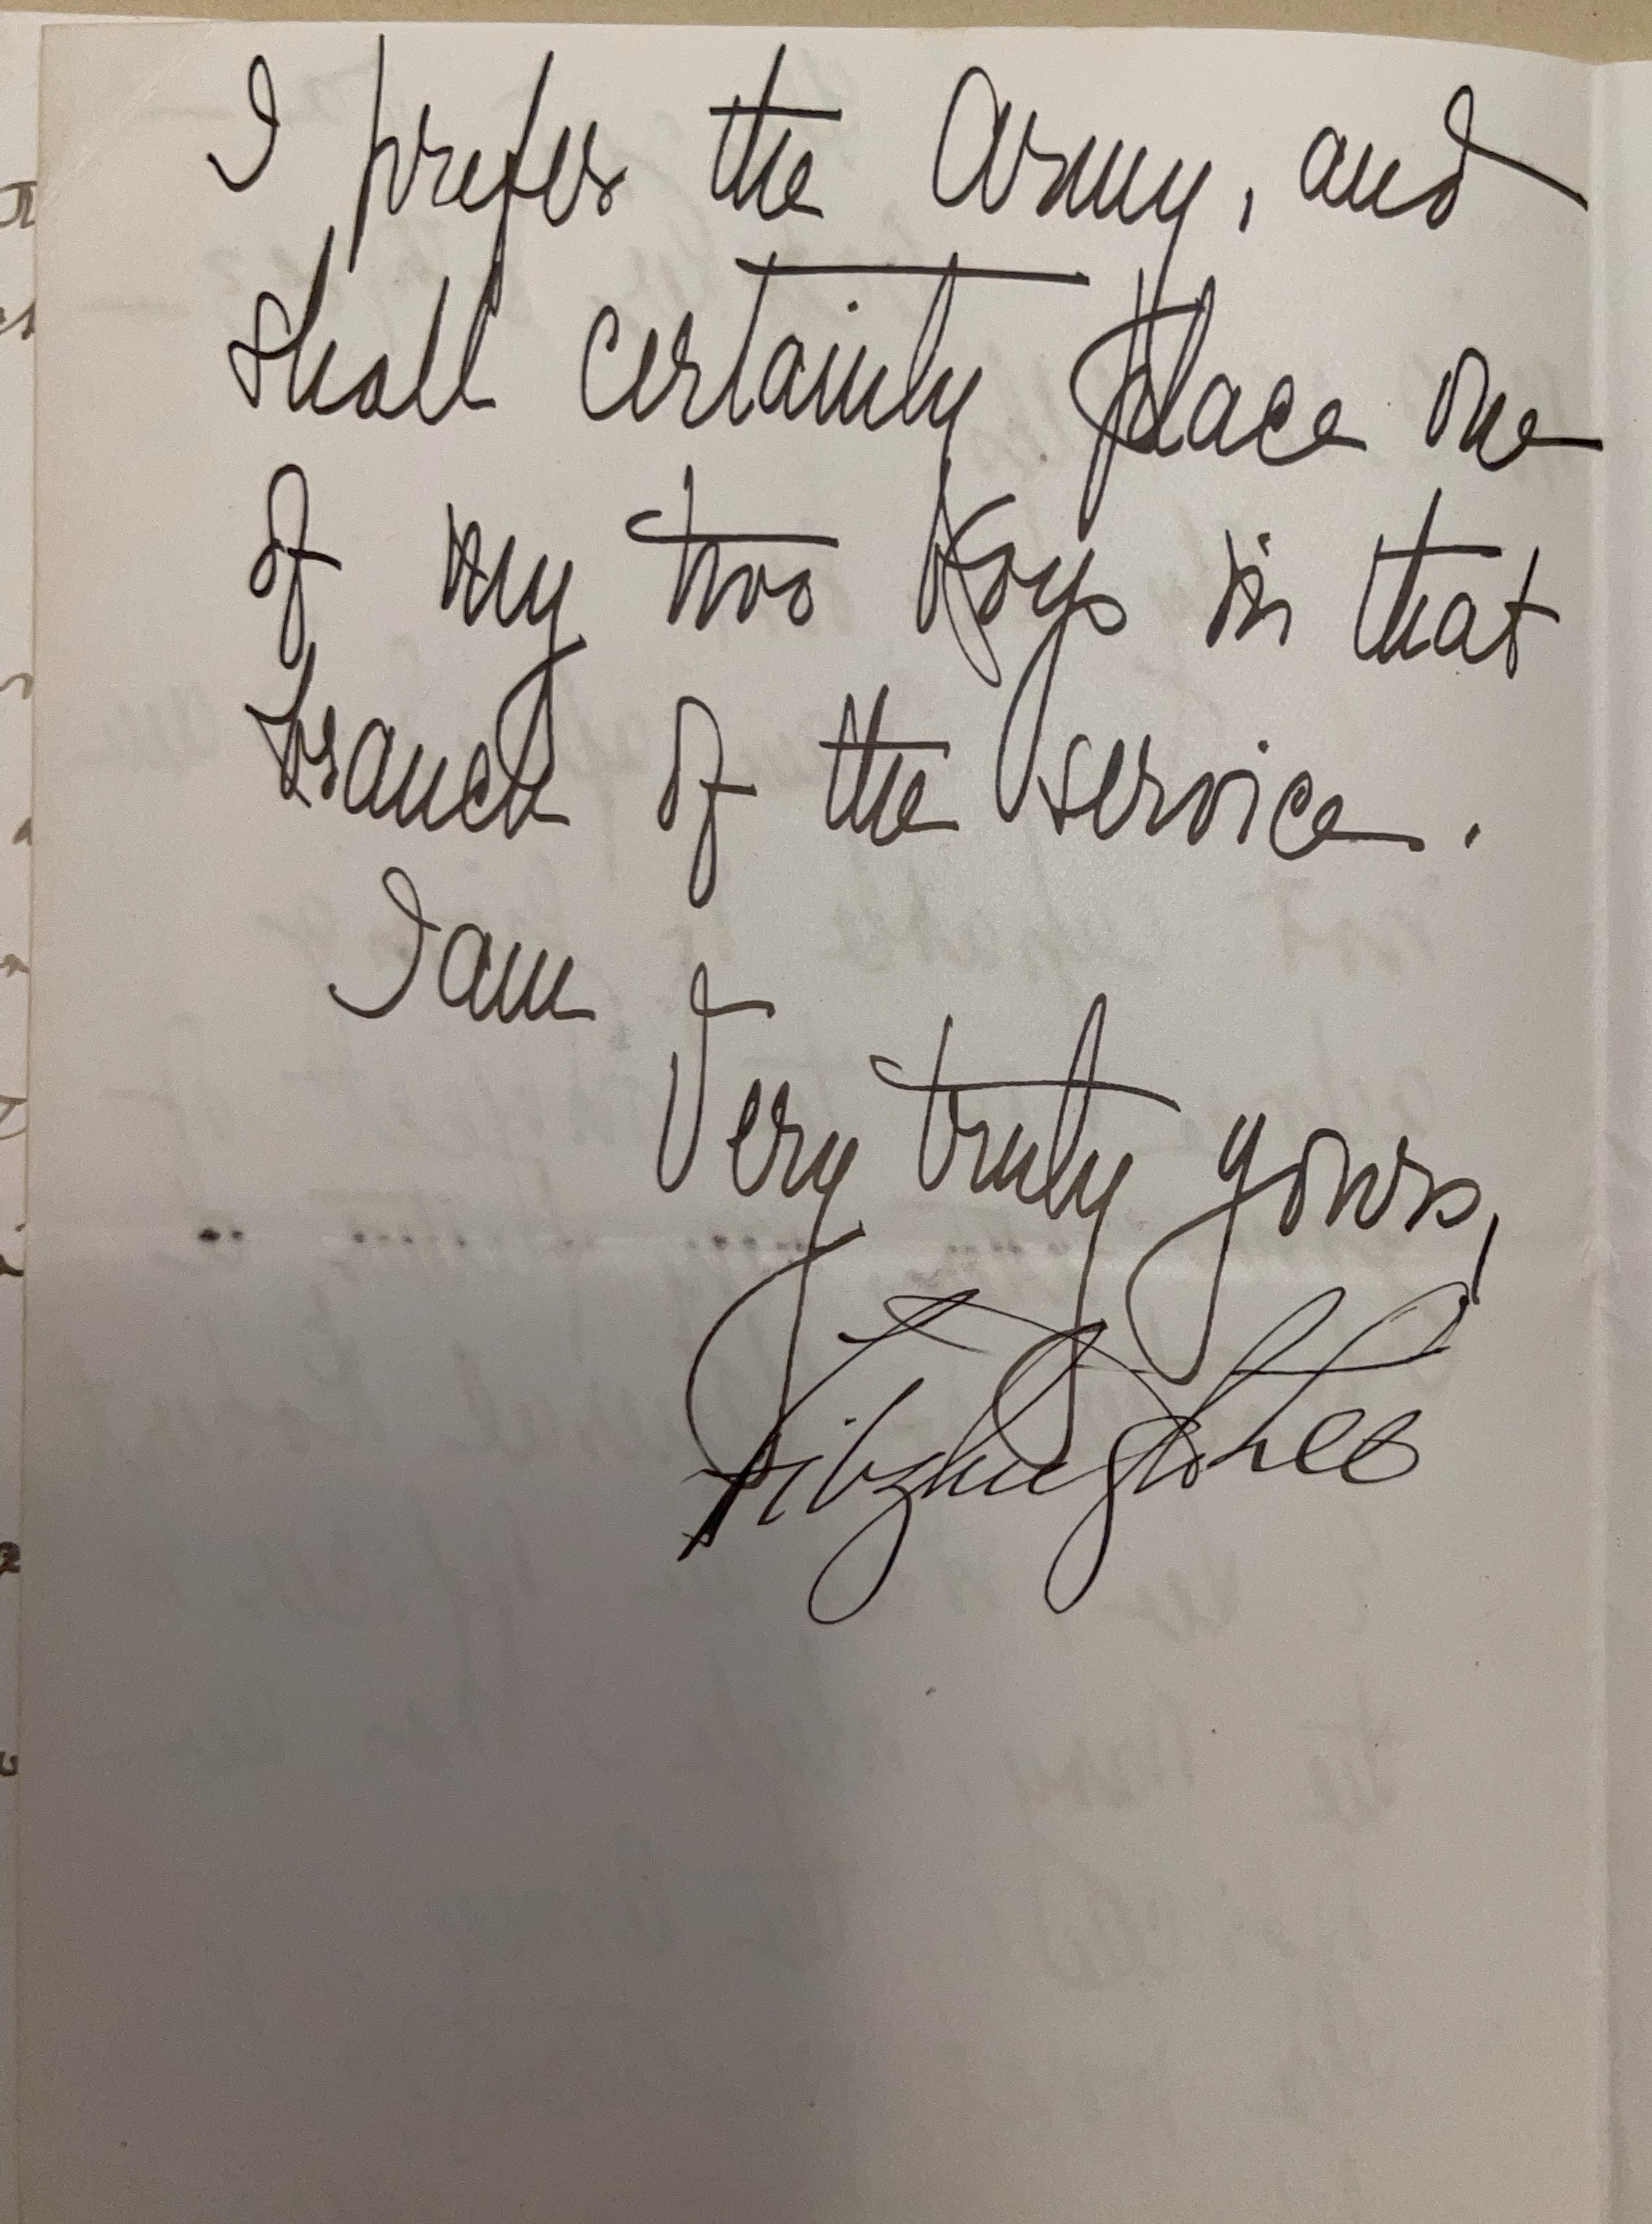 I prefer the Army, and
shall certainly place one
of my two boys in that
branch of the service.
I am
Very truly yours,
Fitzhugh Lee